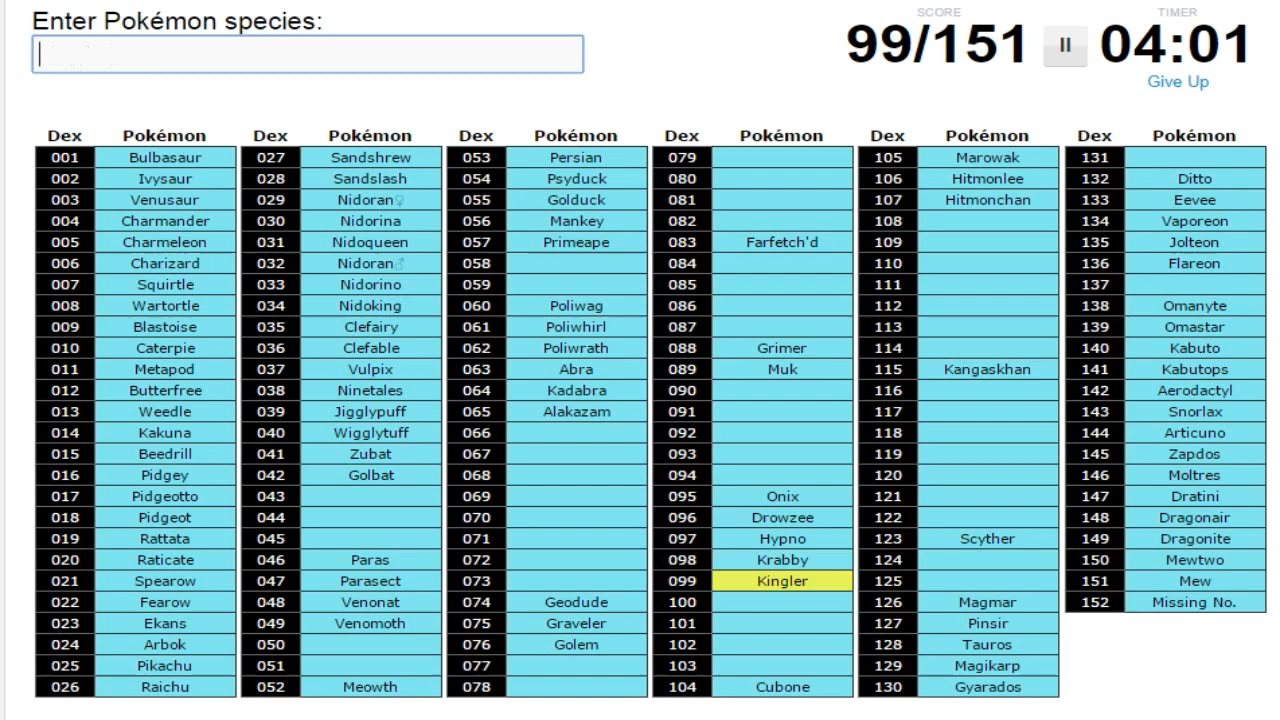 Enter Pokémon species:
SCORE
99/151
TIMER
04:01
Give Up
Dex Pokémon Dex Pokémon Dex Pokémon Dex Pokémon Dex Pokémon Dex Pokémon
001 Bulbasaur 027 Sandshrew 053 Persian 079 105 Marowak 131
002 Ivysaur 028 Sandslash 054 Psyduck 080 106 Hitmonlee 132 Ditto
003 Venusaur 029 Nidoran♀ 055 Golduck 081 107 Hitmonchan 133 Eevee
004 Charmander 030 Nidorina 056 Mankey 082 108 134 Vaporeon
005 Charmeleon 031 Nidoqueen 057 Primeape 083 Farfetch'd 109 135 Jolteon
006 Charizard 032 Nidoran♂ 058 084 110 136 Flareon
007 Squirtle 033 Nidorino 059 085 111 137
008 Wartortle 034 Nidoking 060 Poliwag 086 112 138 Omanyte
009 Blastoise 035 Clefairy 061 Poliwhirl 087 113 139 Omastar
010 Caterpie 036 Clefable 062 Poliwrath 088 Grimer 114 140 Kabuto
011 Metapod 037 Vulpix 063 Abra 089 Muk 115 Kangaskhan 141 Kabutops
012 Butterfree 038 Ninetales 064 Kadabra 090 116 142 Aerodactyl
013 Weedle 039 Jigglypuff 065 Alakazam 091 117 143 Snorlax
014 Kakuna 040 Wigglytuff 066 092 118 144 Articuno
015 Beedrill 041 Zubat 067 093 119 145 Zapdos
016 Pidgey 042 Golbat 068 094 120 146 Moltres
017 Pidgeotto 043 069 095 Onix 121 147 Dratini
018 Pidgeot 044 070 096 Drowzee 122 148 Dragonair
019 Rattata 045 071 097 Hypno 123 Scyther 149 Dragonite
020 Raticate 046 Paras 072 098 Krabby 124 150 Mewtwo
021 Spearow 047 Parasect 073 099 Kingler 125 151 Mew
022 Fearow 048 Venonat 074 Geodude 100 126 Magmar 152 Missing No.
023 Ekans 049 Venomoth 075 Graveler 101 127 Pinsir
024 Arbok 050 076 Golem 102 128 Tauros
025 Pikachu 051 077 103 129 Magikarp
026 Raichu 052 Meowth 078 104 Cubone 130 Gyarados